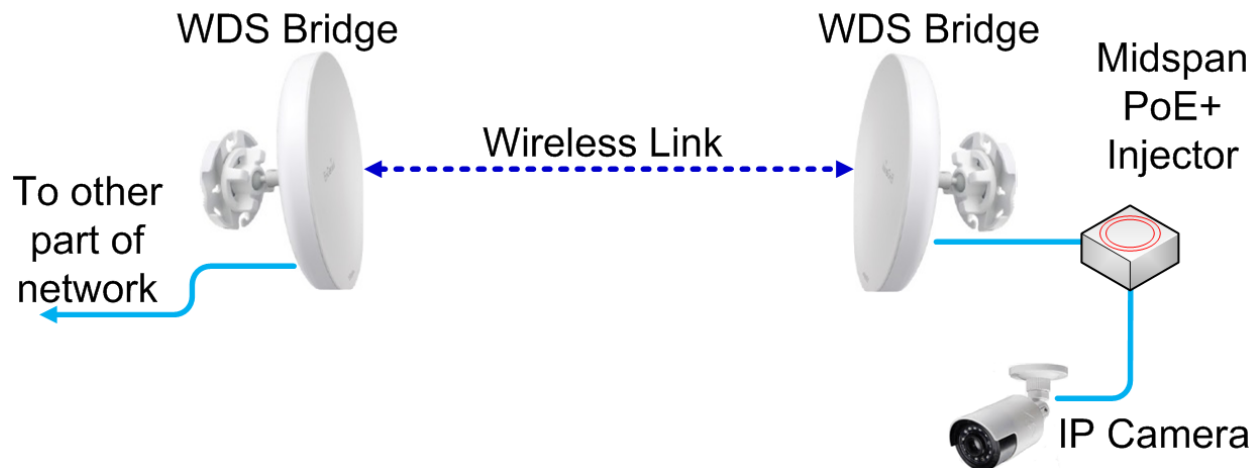 WDS Bridge
WDS Bridge
Midspan
PoE+
Injector
Wireless Link
To other
part of
network
IP Camera